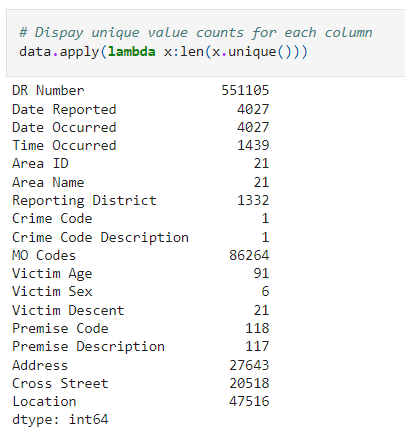 # Dispay unique value counts for each column
data.apply(lambda x:len(x.unique()))
DR Number 551105
Date Reported 4027
Date Occurred 4027
Time Occurred 1439
Area ID 21
Area Name 21
Reporting District 1332
Crime Code 1
Crime Code Description 1
MO Codes 86264
Victim Age 91
Victim Sex 6
Victim Descent 21
Premise Code 118
Premise Description 117
Address 27643
Cross Street 20518
Location 47516
dtype: int64